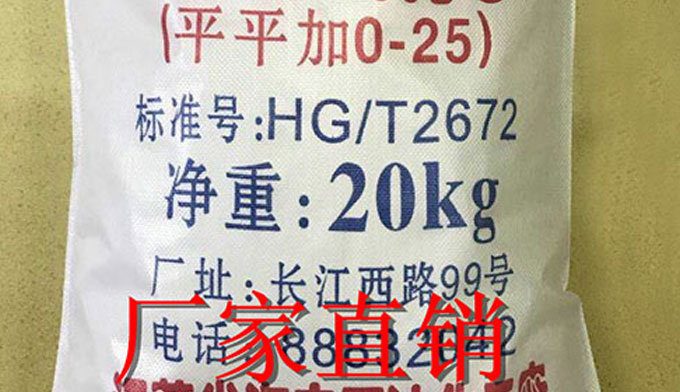 (平平加0-25)
标准号:HG/T2672
净重:20kg
厂址:长江西路99号
厂家直销
电话: